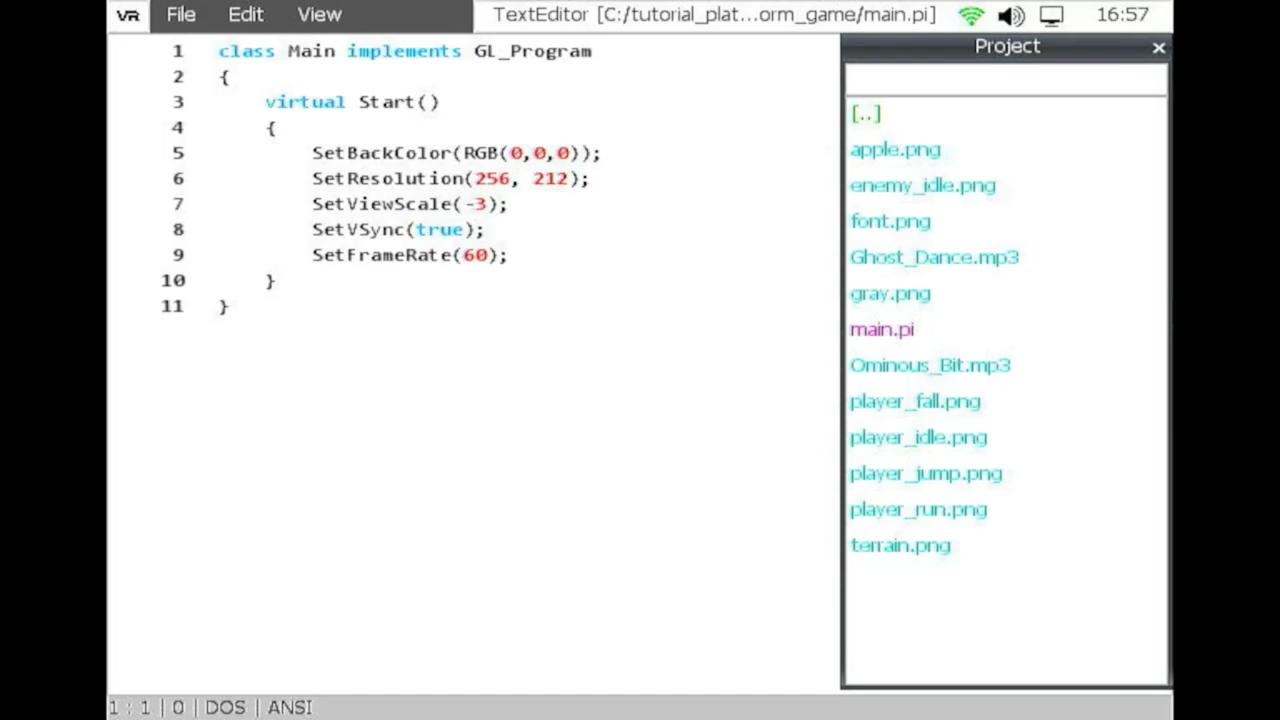 VR File Edit View TextEditor [C:/tutorial_plat...orm_game/main.pi] 16:57
1 class Main implements GL_Program
2 {
3 virtual Start()
4 {
5 SetBackColor(RGB(0,0,0));
6 SetResolution(256, 212);
7 SetViewScale(-3);
8 SetVSync(true);
9 SetFrameRate(60);
10 }
11 }
Project
[..]
apple.png
enemy_idle.png
font.png
Ghost_Dance.mp3
gray.png
main.pi
Ominous_Bit.mp3
player_fall.png
player_idle.png
player_jump.png
player_run.png
terrain.png
1 : 1 | 0 | DOS | ANSI